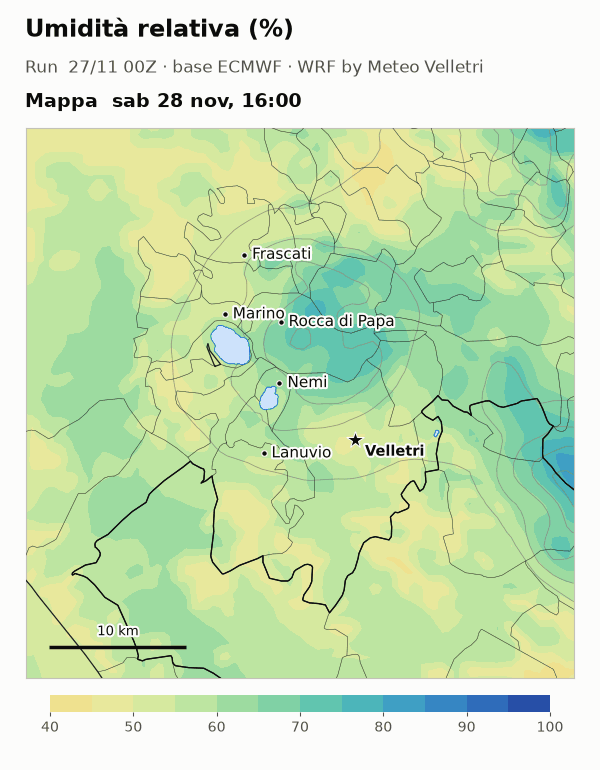 Umidità relativa (%)
Run  27/11 00Z · base ECMWF · WRF by Meteo Velletri
Mappa  sab 28 nov, 16:00
Frascati
Marino
Rocca di Papa
Nemi
Velletri
Lanuvio
10 km
40 50 60 70 80 90 100